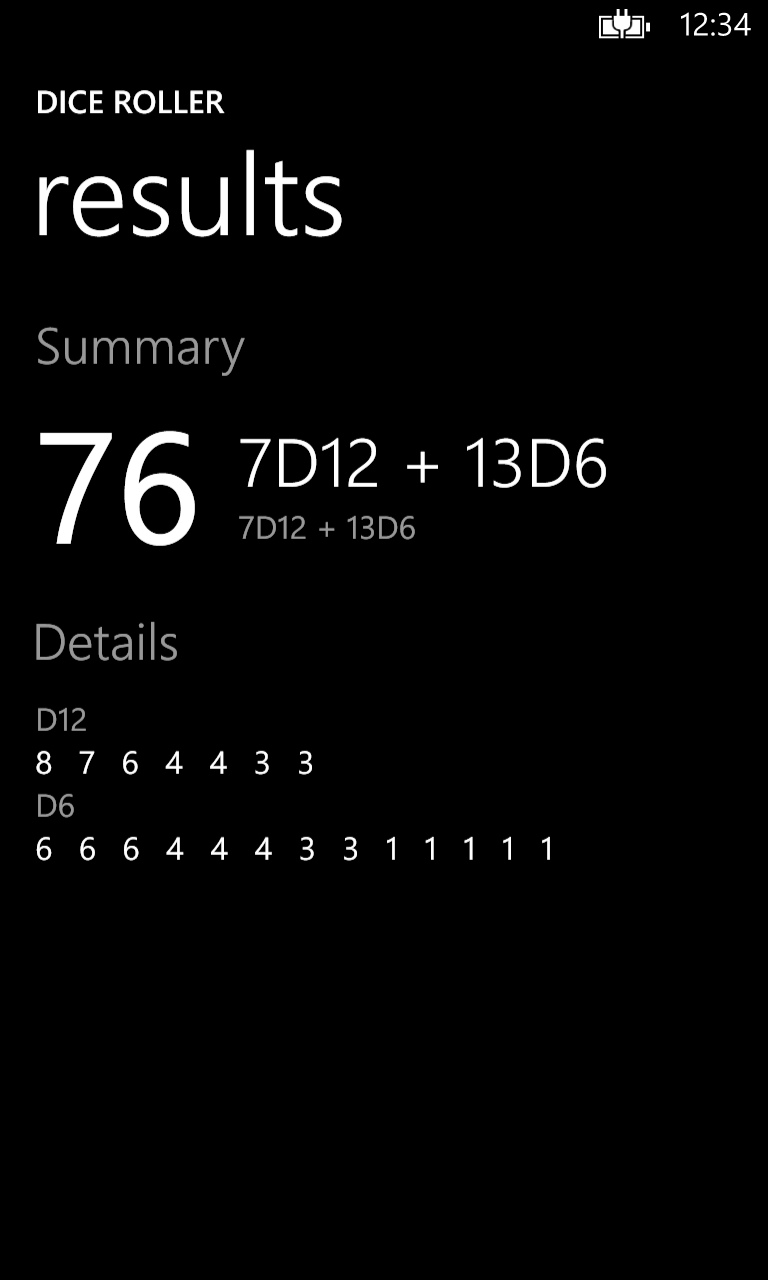 12:34
DICE ROLLER
results
Summary
76 7D12 + 13D6
7D12 + 13D6
Details
D12
8 7 6 4 4 3 3
D6
6 6 6 4 4 4 3 3 1 1 1 1 1